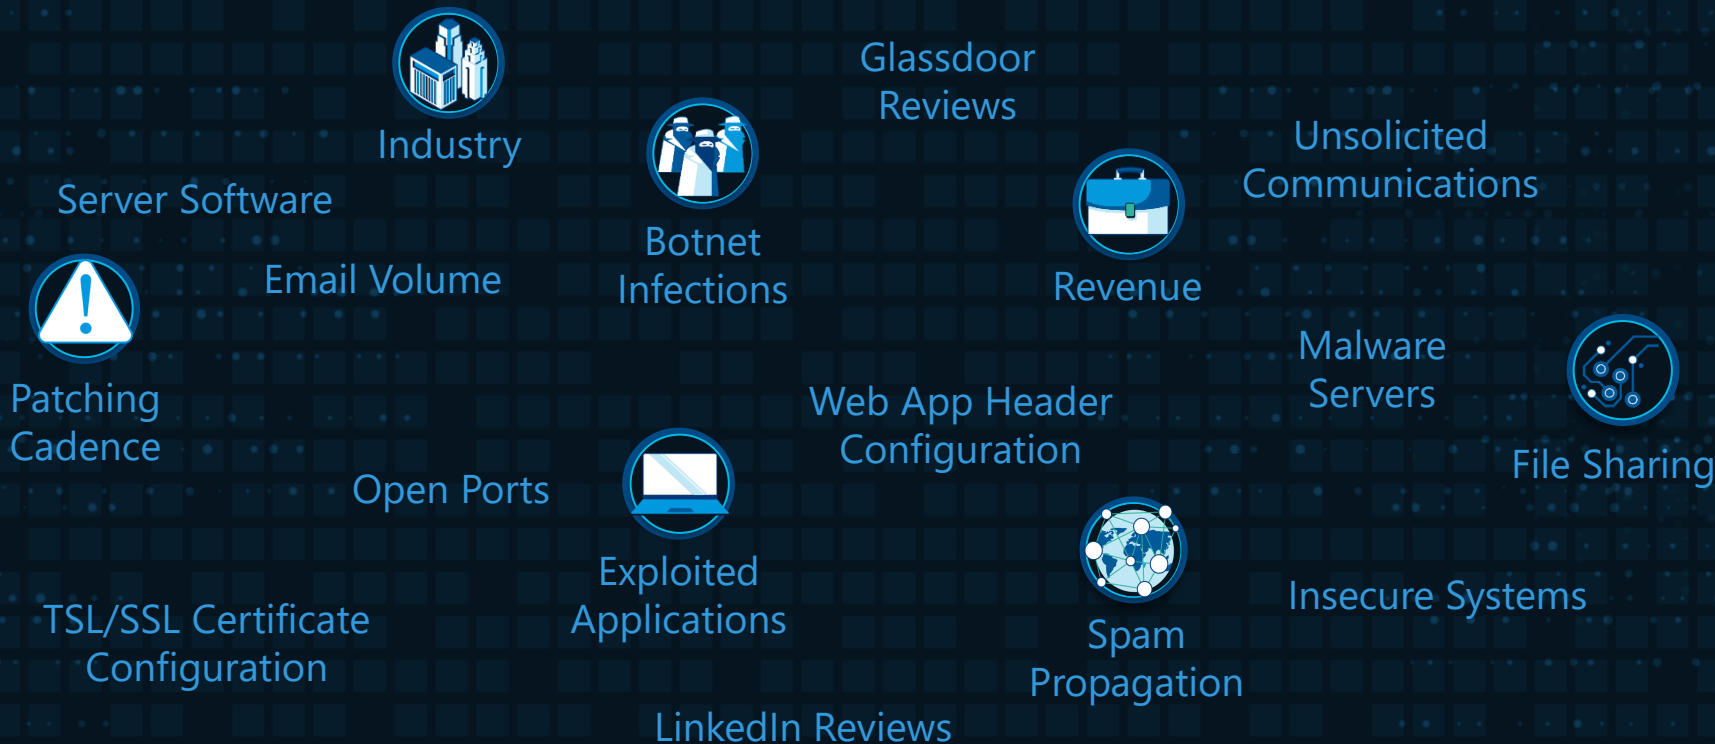 Glassdoor
Reviews
Industry
Unsolicited
Communications
Server Software
Botnet
Infections
Email Volume
Revenue
Malware
Servers
Patching
Cadence
Web App Header
Configuration
File Sharing
Open Ports
Exploited
Applications
Insecure Systems
TSL/SSL Certificate
Configuration
Spam
Propagation
LinkedIn Reviews